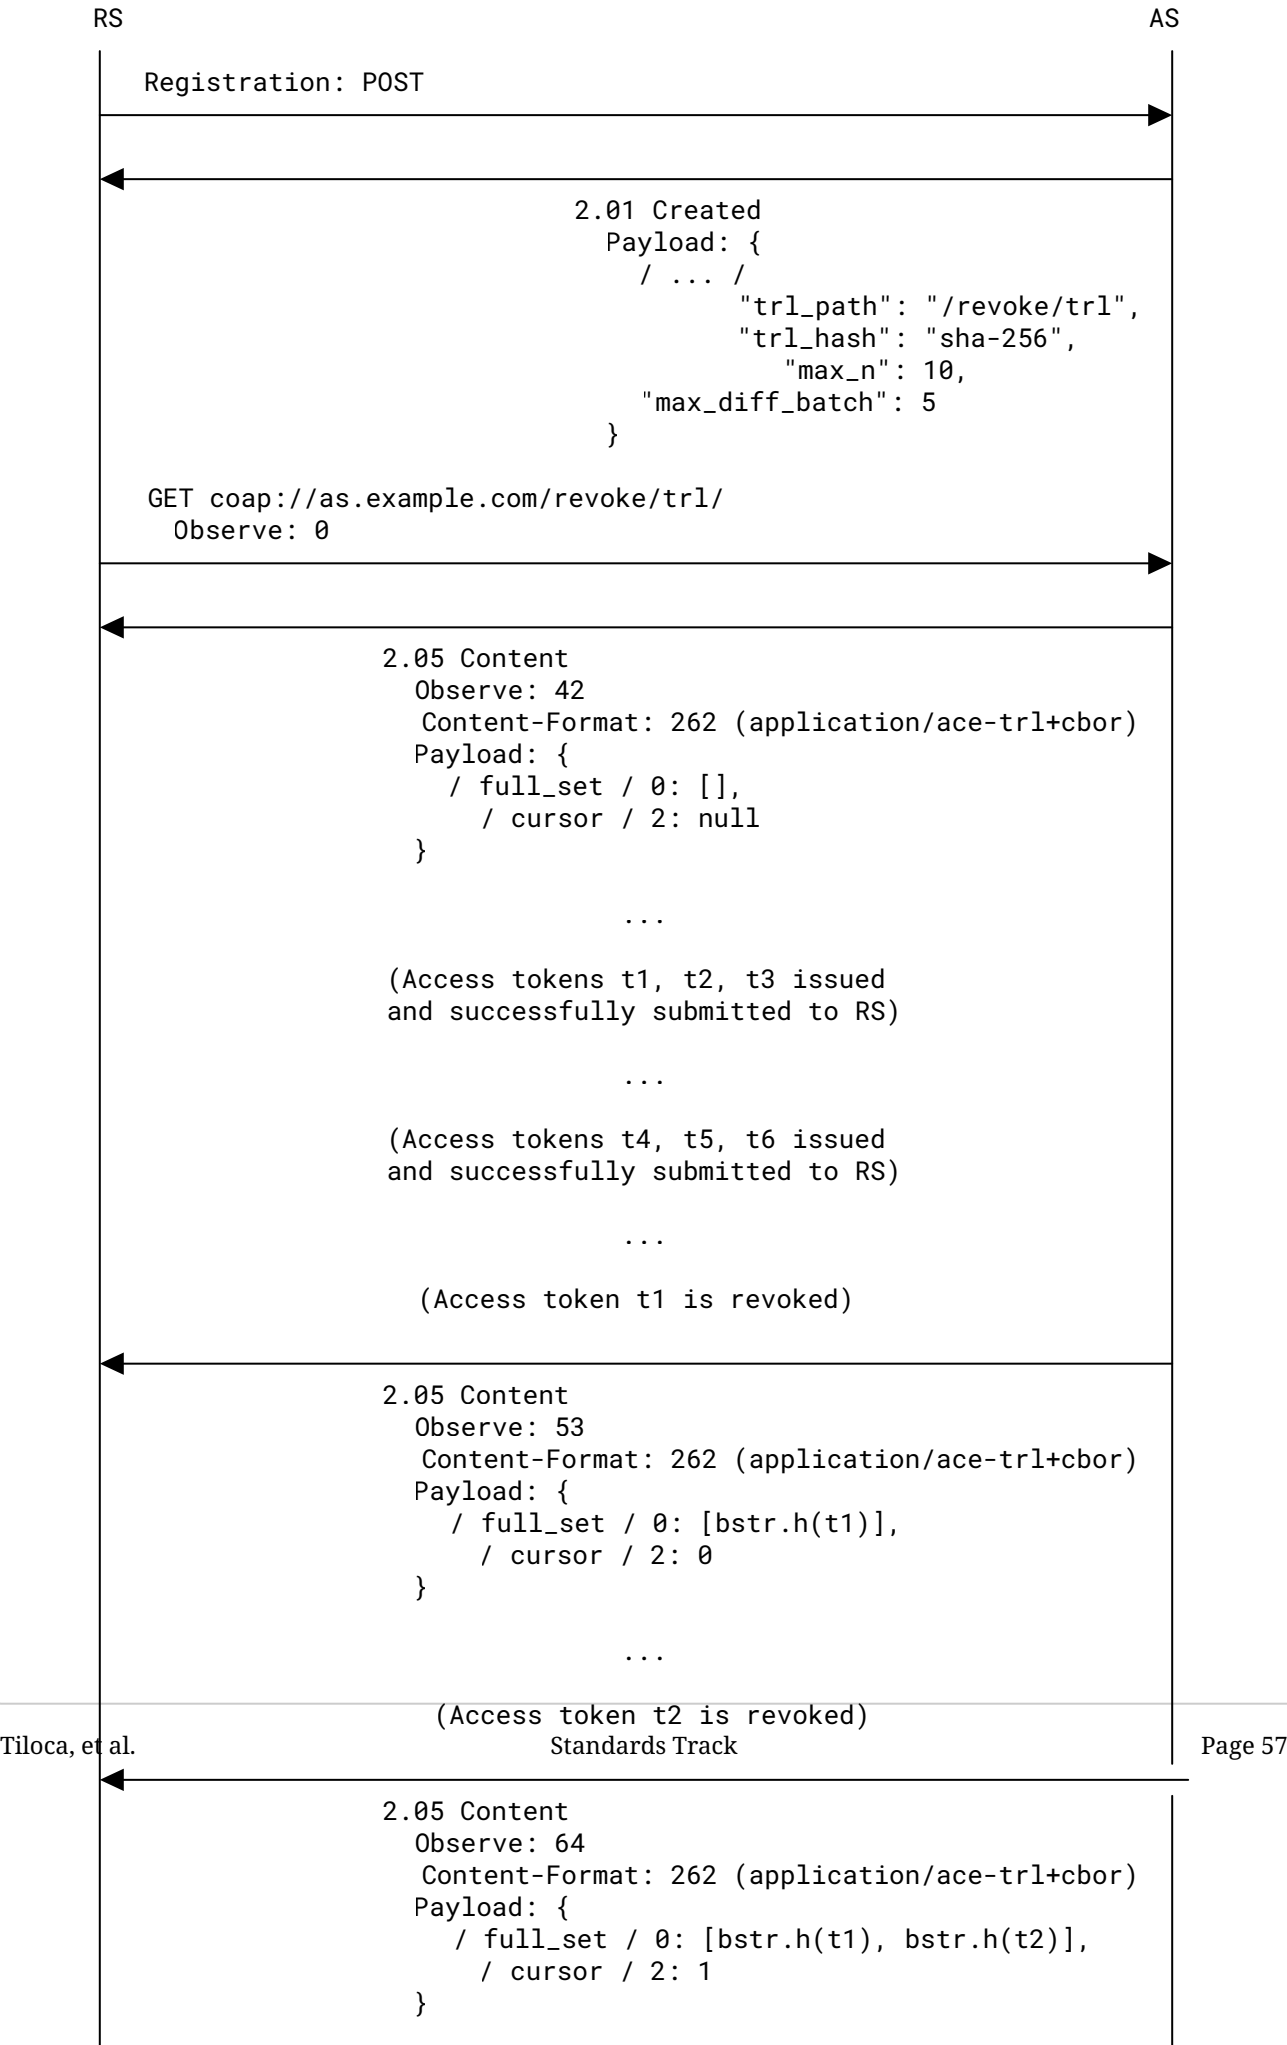 RS AS
Registration: POST
2.01 Created
Payload: {
/ ... /
"trl_path": "/revoke/trl",
"trl_hash": "sha-256",
"max_n": 10,
"max_diff_batch": 5
}
GET coap://as.example.com/revoke/trl/
Observe: 0
2.05 Content
Observe: 42
Content-Format: 262 (application/ace-trl+cbor)
Payload: {
/ full_set / 0: [],
/ cursor / 2: null
}
...
(Access tokens t1, t2, t3 issued
and successfully submitted to RS)
...
(Access tokens t4, t5, t6 issued
and successfully submitted to RS)
...
(Access token t1 is revoked)
2.05 Content
Observe: 53
Content-Format: 262 (application/ace-trl+cbor)
Payload: {
/ full_set / 0: [bstr.h(t1)],
/ cursor / 2: 0
}
...
(Access token t2 is revoked)
Tiloca, et al. Standards Track Page 57
2.05 Content
Observe: 64
Content-Format: 262 (application/ace-trl+cbor)
Payload: {
/ full_set / 0: [bstr.h(t1), bstr.h(t2)],
/ cursor / 2: 1
}